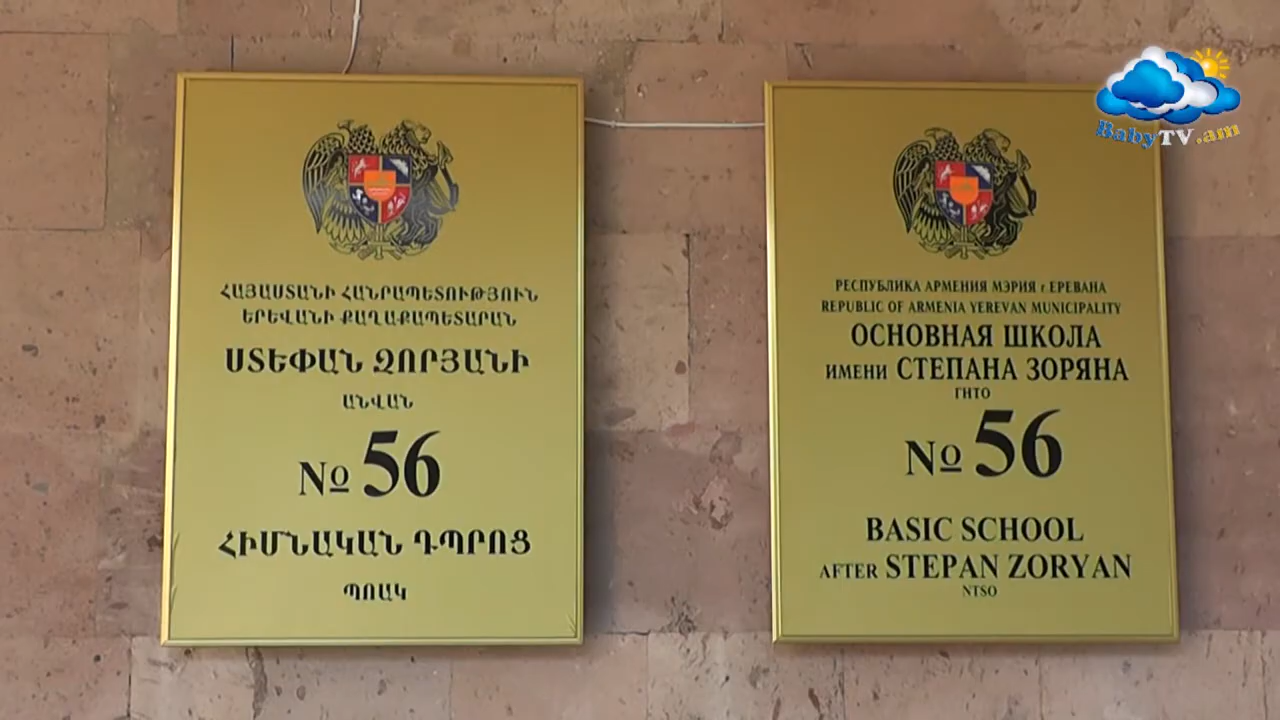 ՀԱՅԱՍՏԱՆԻ ՀԱՆՐԱՊԵՏՈՒԹՅՈՒՆ
ԵՐԵՎԱՆԻ ՔԱՂԱՔԱՊԵՏԱՐԱՆ
ՍՏԵՓԱՆ ԶՈՐՅԱՆԻ
ԱՆՎԱՆ
№ 56
ՀԻՄՆԱԿԱՆ ԴՊՐՈՑ
ՊՈԱԿ
РЕСПУБЛИКА АРМЕНИЯ МЭРИЯ г ЕРЕВАНА
REPUBLIC OF ARMENIA YEREVAN MUNICIPALITY
ОСНОВНАЯ ШКОЛА
ИМЕНИ СТЕПАНА ЗОРЯНА
ГНТО
№ 56
BASIC SCHOOL
AFTER STEPAN ZORYAN
NTSO
BabyTV.am